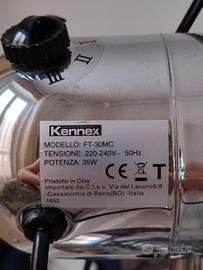 Kennex
MODELLO: FT-30MC
TENSIONE: 220-240V~ 50Hz
POTENZA: 35W
Prodotto in Cina
Importato da:C.I.S.C. Via del Lavoro6/8
-Casalecchio di Reno(BO) -Italia
1652
subito